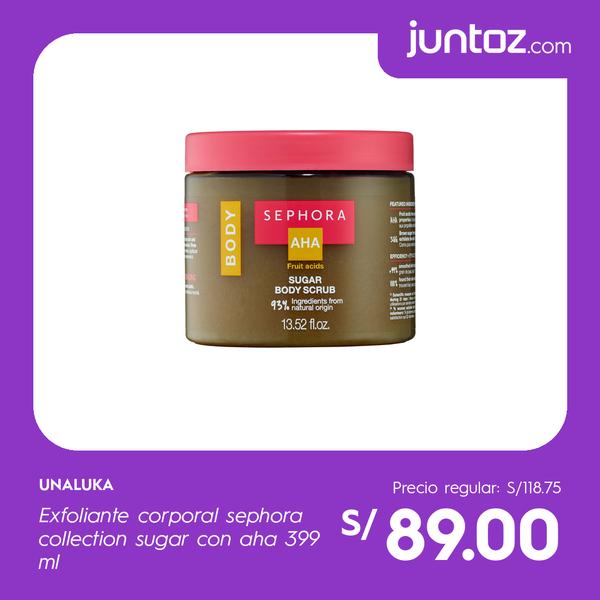 juntoz.com
BODY
SEPHORA
AHA
Fruit acids
SUGAR
BODY SCRUB
93% Ingredients from
natural origin
13.52 fl.oz.
UNALUKA
Exfoliante corporal sephora
collection sugar con aha 399
ml
Precio regular: S/118.75
S/ 89.00